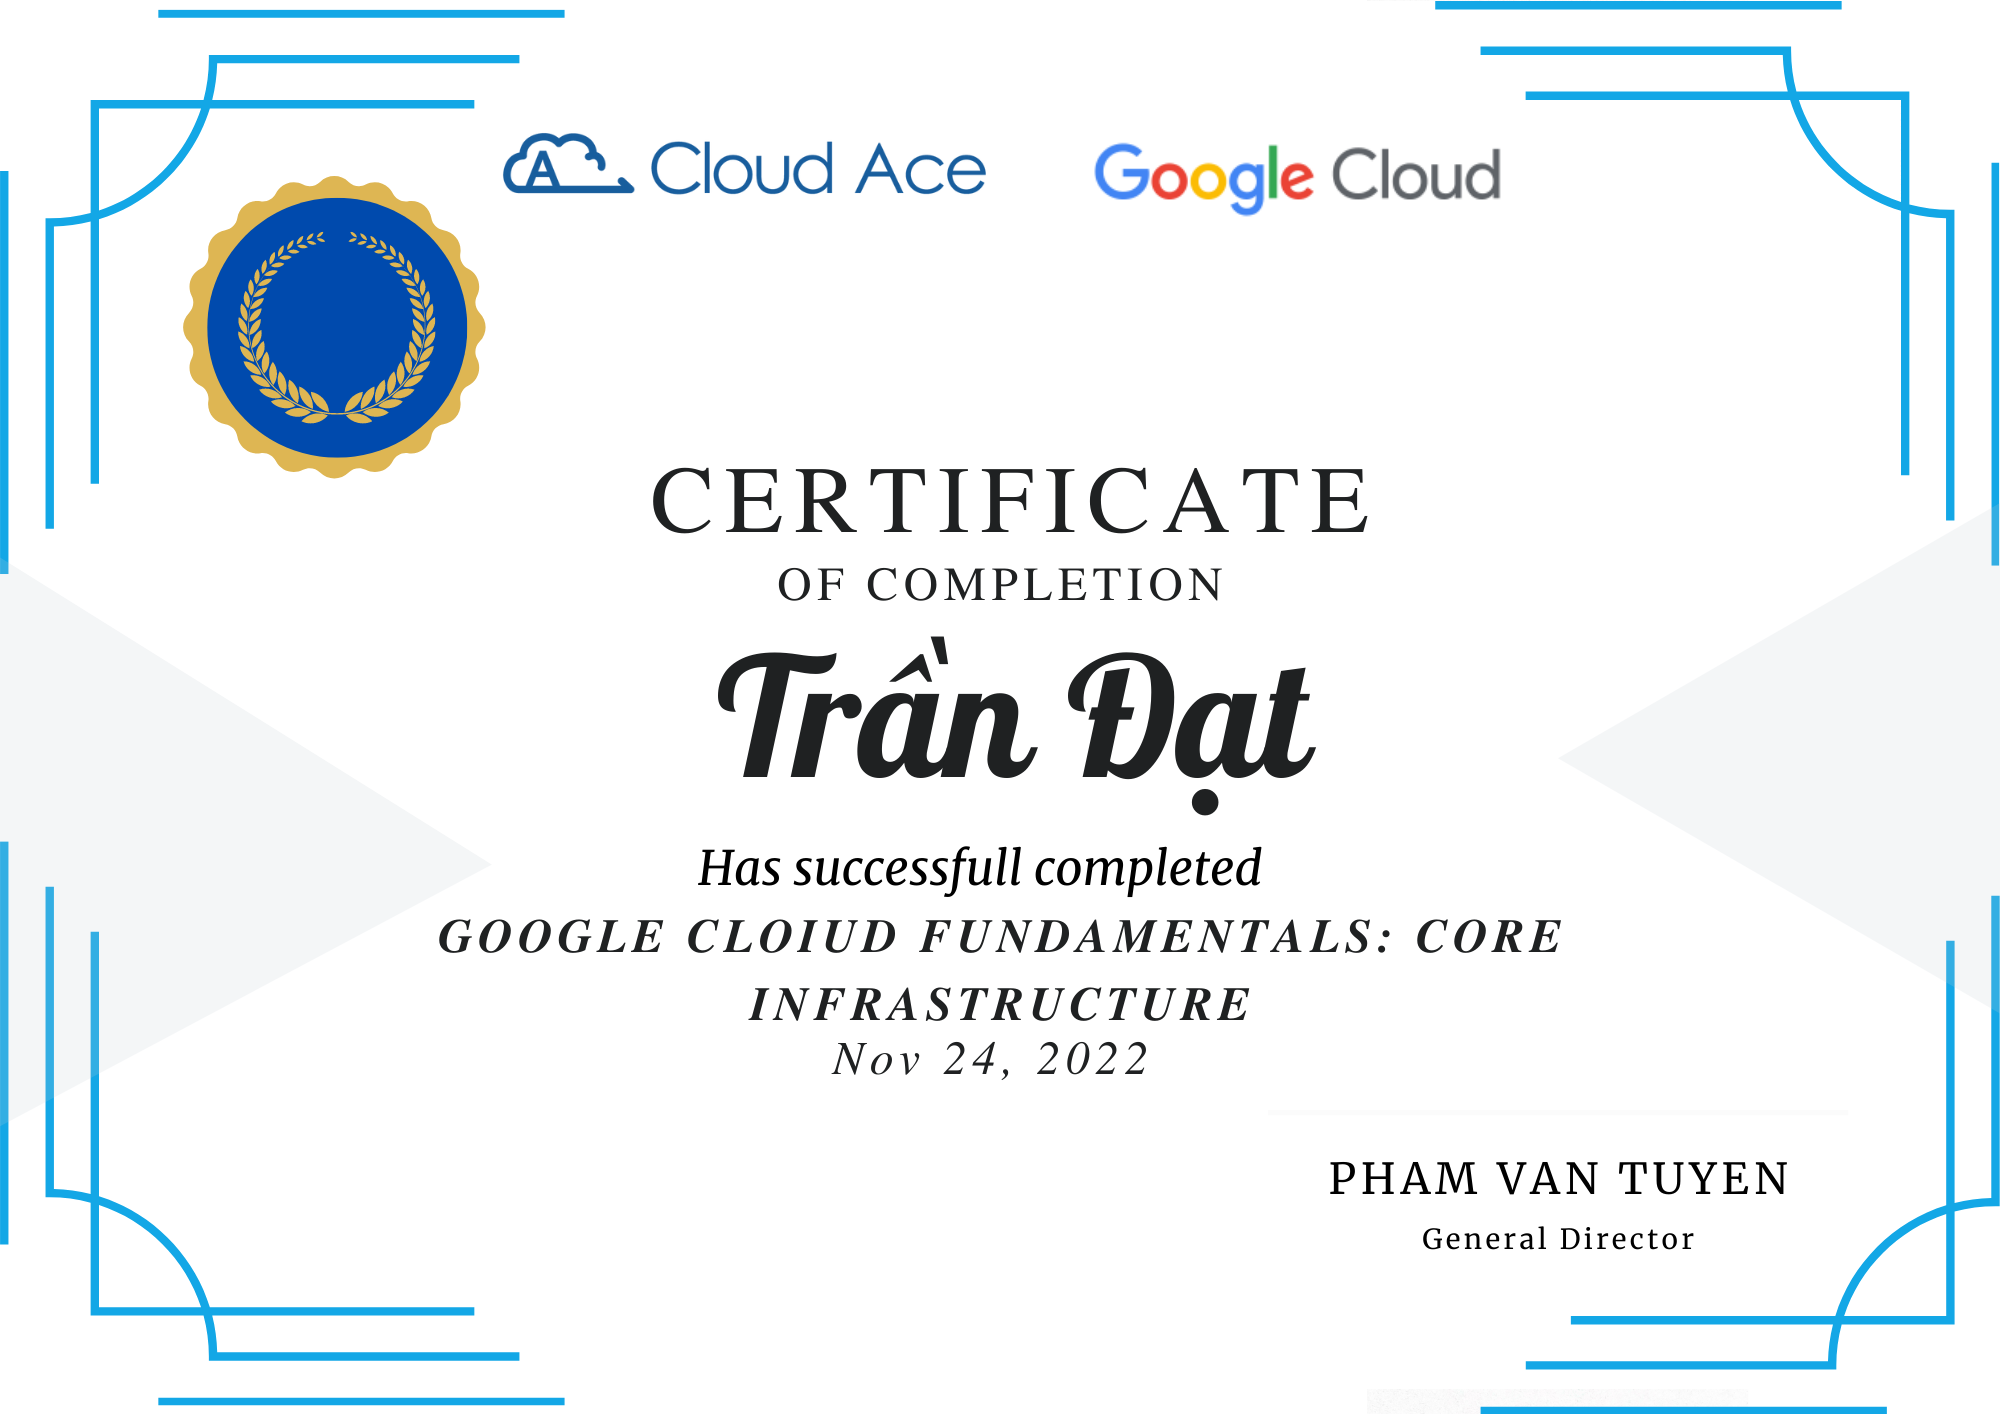 Cloud Ace
Google Cloud
CERTIFICATE
OF COMPLETION
Trần Đạt
Has successfull completed
GOOGLE CLOIUD FUNDAMENTALS: CORE
INFRASTRUCTURE
Nov 24, 2022
PHAM VAN TUYEN
General Director